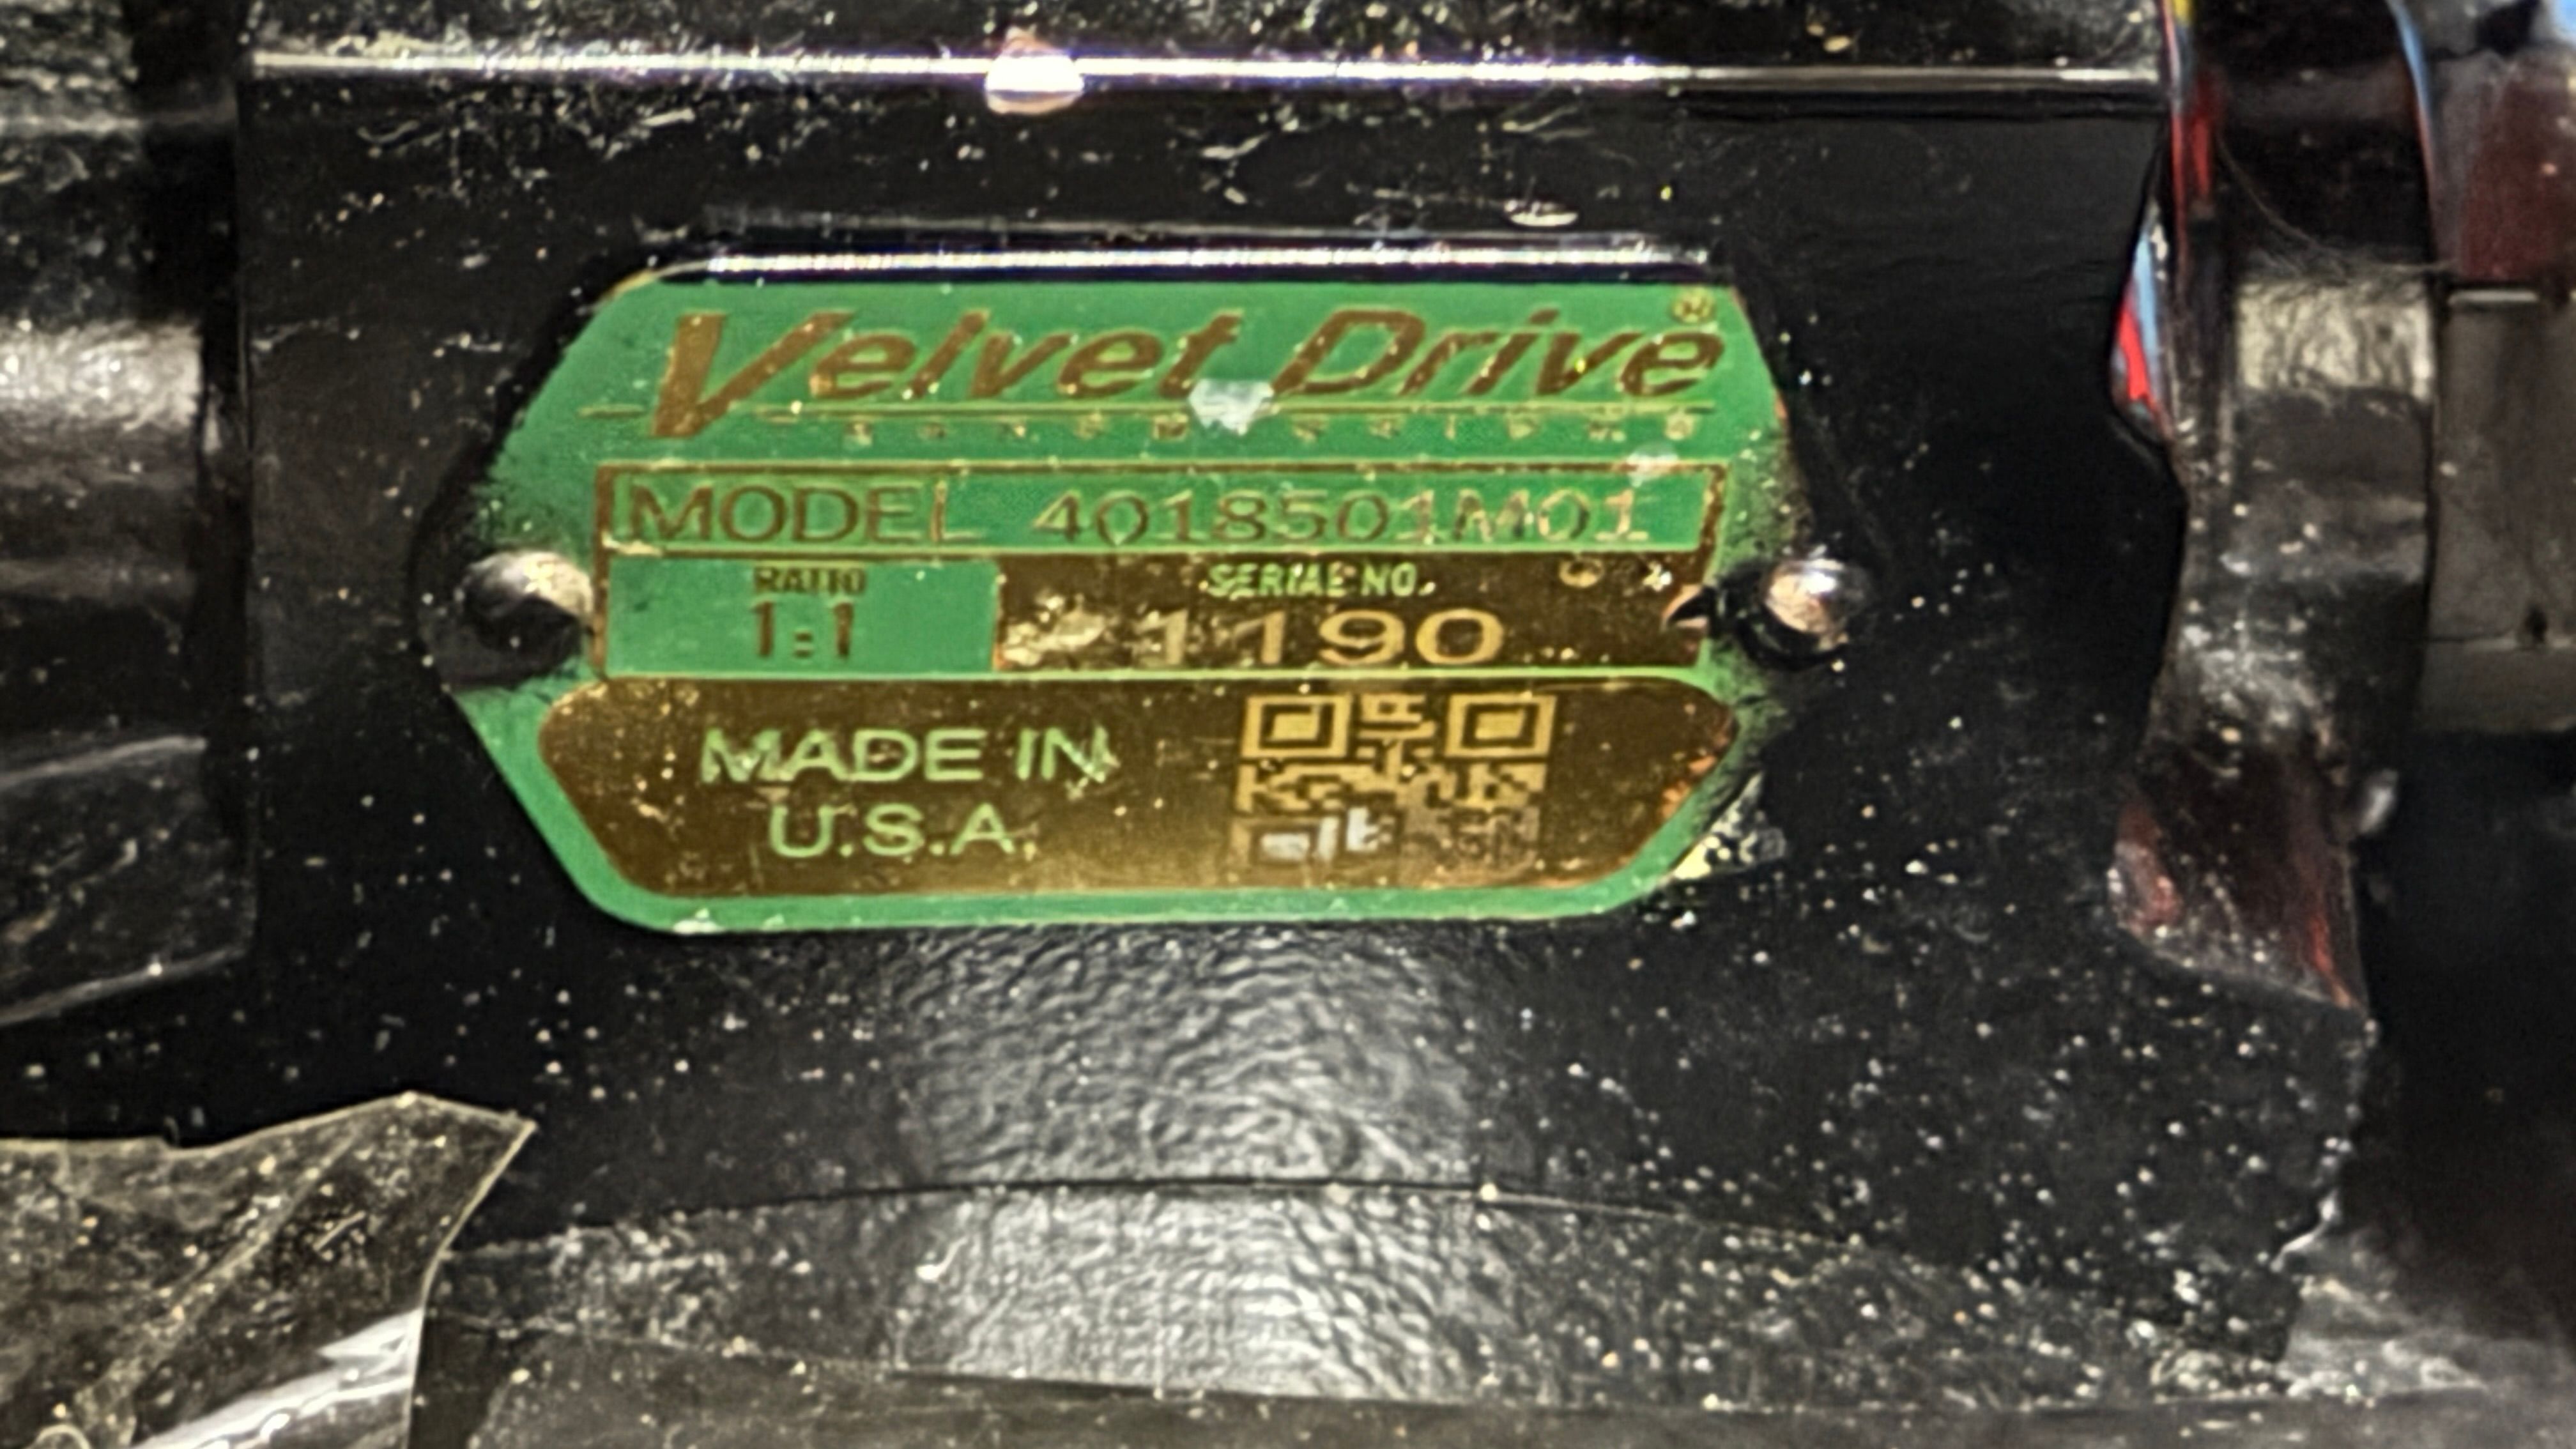 Velvet Drive®
MODEL 4018501M01
RATIO
1:1
SERIAL NO.
1190
MADE IN
U.S.A.